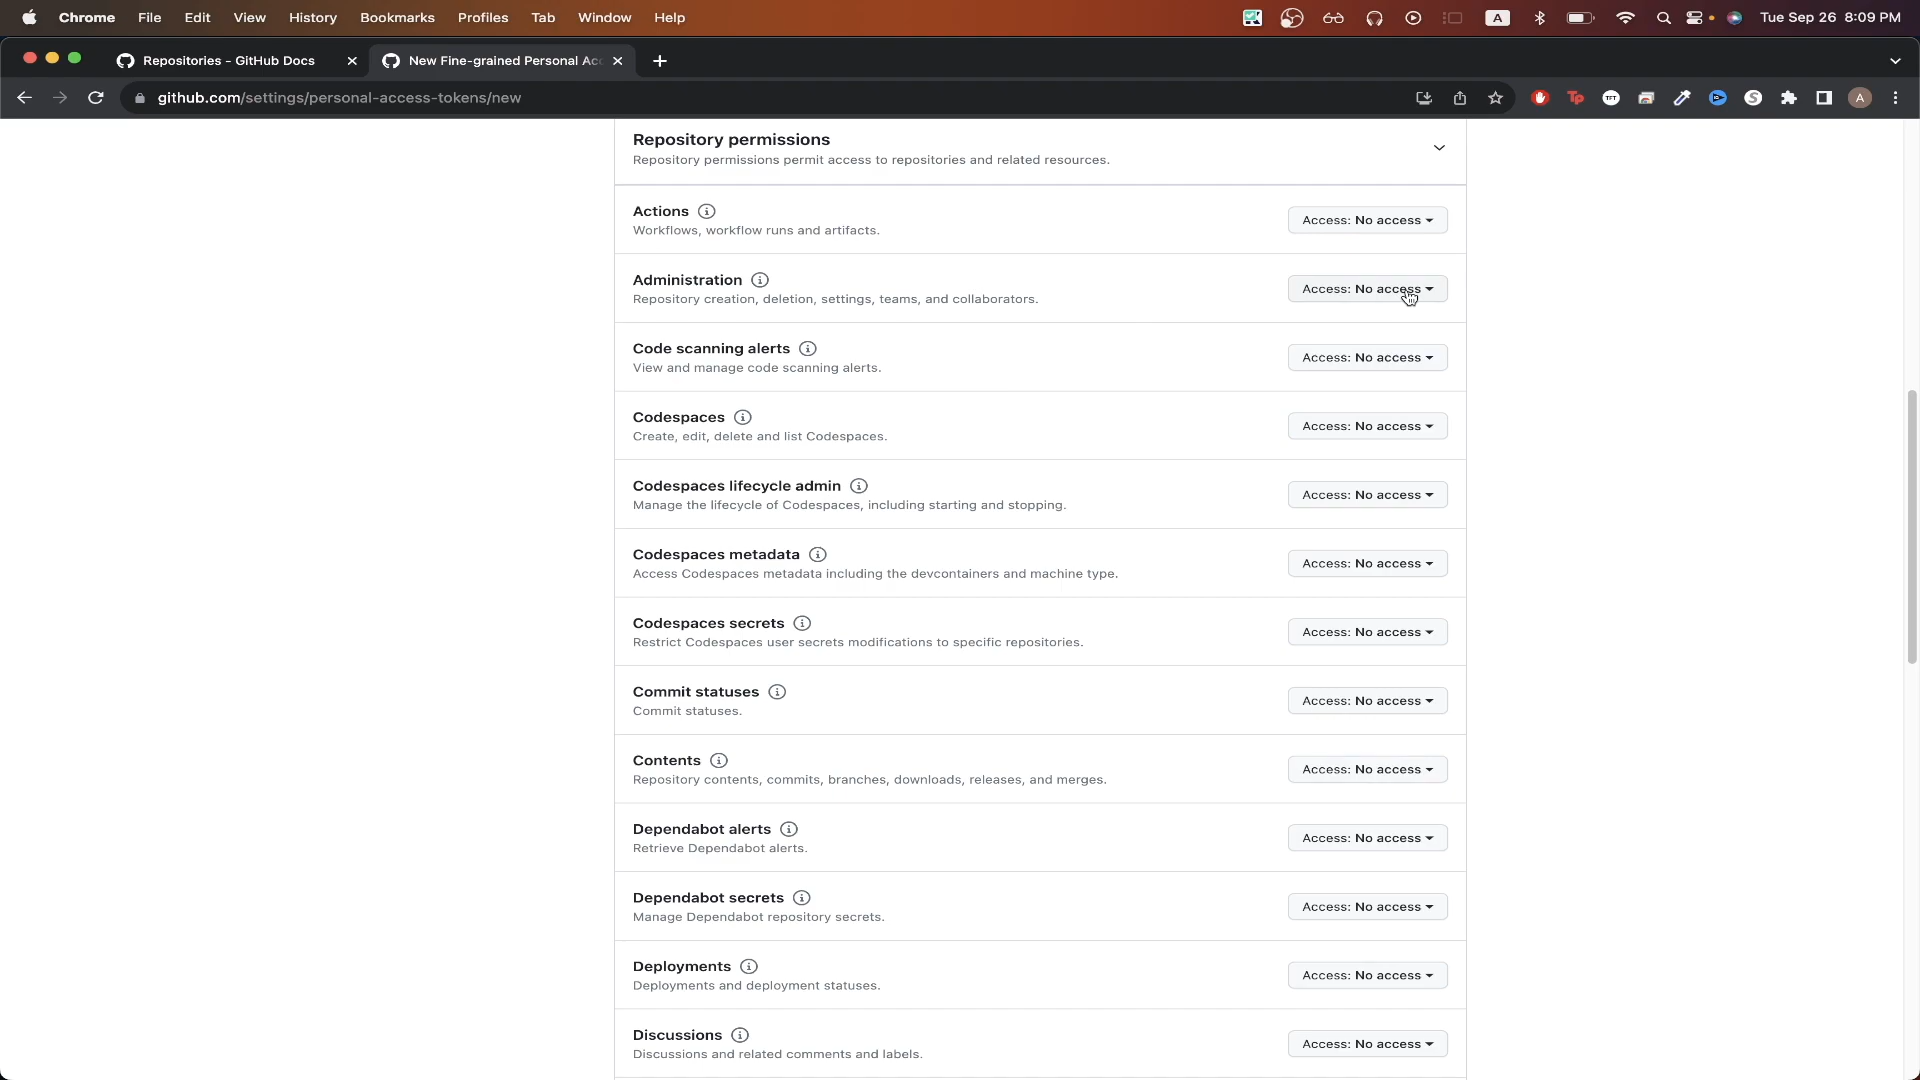 Chrome File Edit View History Bookmarks Profiles Tab Window Help A Tue Sep 26 8:09 PM
Repositories - GitHub Docs New Fine-grained Personal Acc
github.com/settings/personal-access-tokens/new A
Repository permissions
Repository permissions permit access to repositories and related resources.
Actions
Access: No access
Workflows, workflow runs and artifacts.
Administration
Access: No access
Repository creation, deletion, settings, teams, and collaborators.
Code scanning alerts
Access: No access
View and manage code scanning alerts.
Codespaces
Access: No access
Create, edit, delete and list Codespaces.
Codespaces lifecycle admin
Access: No access
Manage the lifecycle of Codespaces, including starting and stopping.
Codespaces metadata
Access: No access
Access Codespaces metadata including the devcontainers and machine type.
Codespaces secrets
Access: No access
Restrict Codespaces user secrets modifications to specific repositories.
Commit statuses
Access: No access
Commit statuses.
Contents
Access: No access
Repository contents, commits, branches, downloads, releases, and merges.
Dependabot alerts
Access: No access
Retrieve Dependabot alerts.
Dependabot secrets
Access: No access
Manage Dependabot repository secrets.
Deployments
Access: No access
Deployments and deployment statuses.
Discussions
Access: No access
Discussions and related comments and labels.